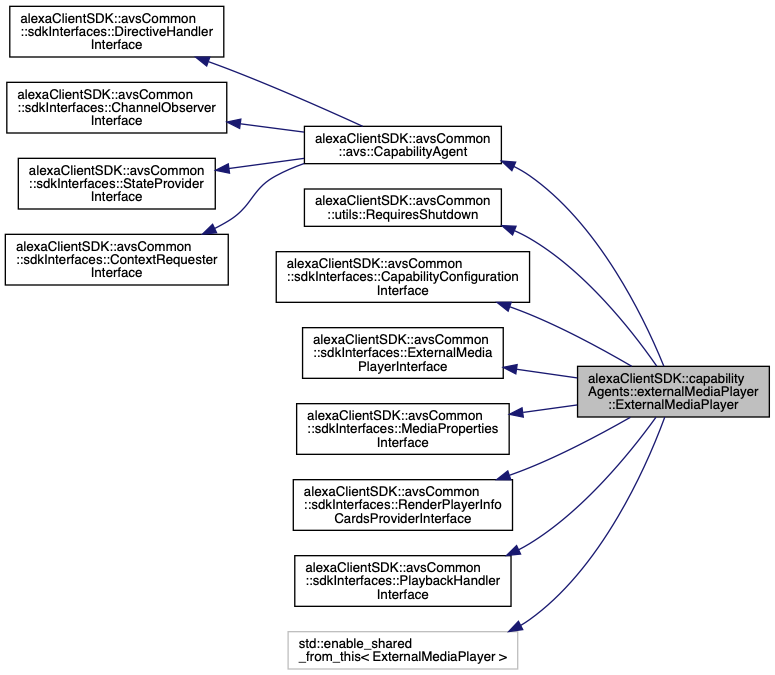 alexaClientSDK::avsCommon
::sdkInterfaces::DirectiveHandler
Interface
alexaClientSDK::avsCommon
::sdkInterfaces::ChannelObserver
Interface
alexaClientSDK::avsCommon
::sdkInterfaces::StateProvider
Interface
alexaClientSDK::avsCommon
::sdkInterfaces::ContextRequester
Interface
alexaClientSDK::avsCommon
::avs::CapabilityAgent
alexaClientSDK::avsCommon
::utils::RequiresShutdown
alexaClientSDK::avsCommon
::sdkInterfaces::CapabilityConfiguration
Interface
alexaClientSDK::avsCommon
::sdkInterfaces::ExternalMedia
PlayerInterface
alexaClientSDK::avsCommon
::sdkInterfaces::MediaProperties
Interface
alexaClientSDK::avsCommon
::sdkInterfaces::RenderPlayerInfo
CardsProviderInterface
alexaClientSDK::avsCommon
::sdkInterfaces::PlaybackHandler
Interface
std::enable_shared
_from_this< ExternalMediaPlayer >
alexaClientSDK::capability
Agents::externalMediaPlayer
::ExternalMediaPlayer